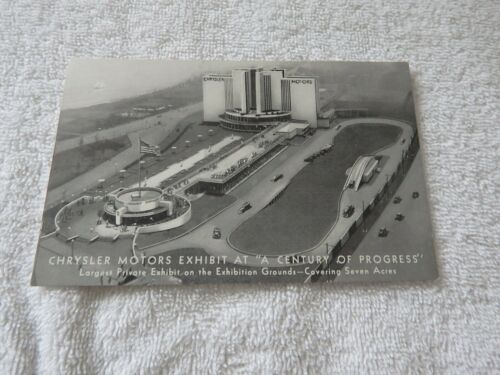 CHRYSLER MOTORS
CHRYSLER MOTORS EXHIBIT AT "A CENTURY OF PROGRESS"
Largest Private Exhibit on the Exhibition Grounds—Covering Seven Acres